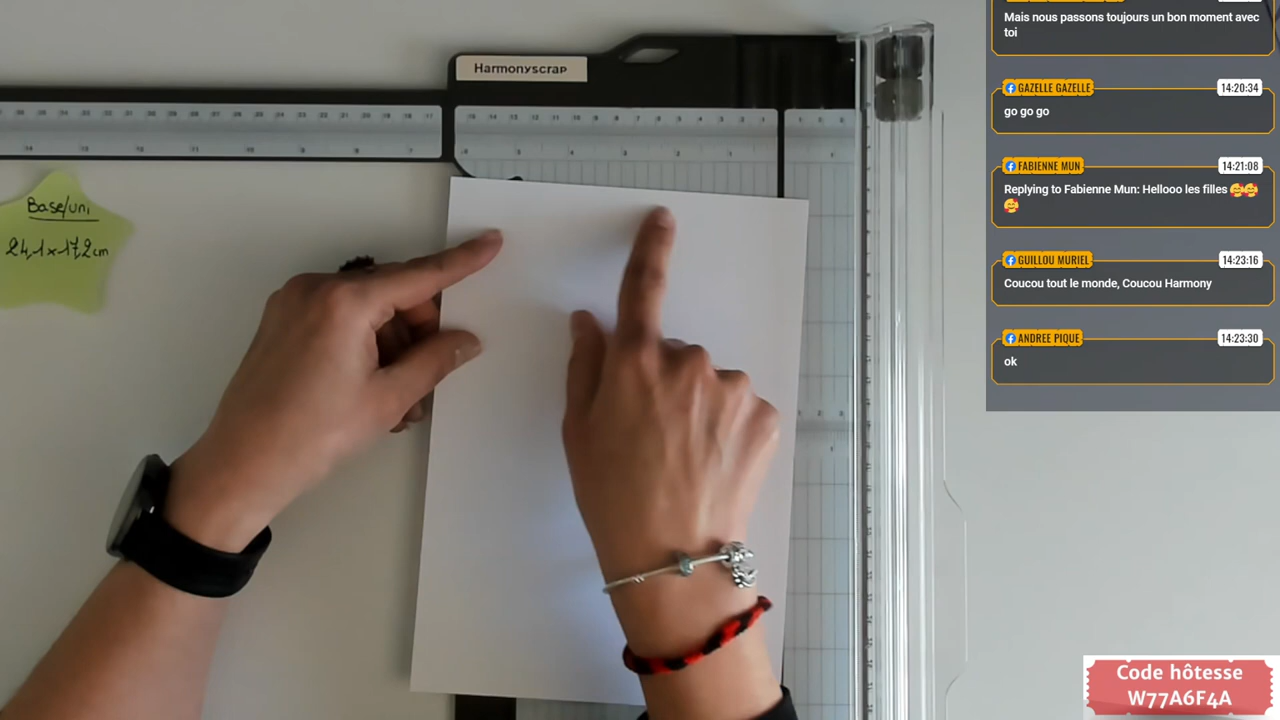 Harmonyscrap
Base/uni
24,1x17,2cm
Mais nous passons toujours un bon moment avec
toi
GAZELLE GAZELLE
14:20:34
go go go
FABIENNE MUN
14:21:08
Replying to Fabienne Mun: Hellooo les filles 🥰🥰
🥰
GUILLOU MURIEL
14:23:16
Coucou tout le monde, Coucou Harmony
ANDREE PIQUE
14:23:30
ok
Code hôtesse
W77A6F4A